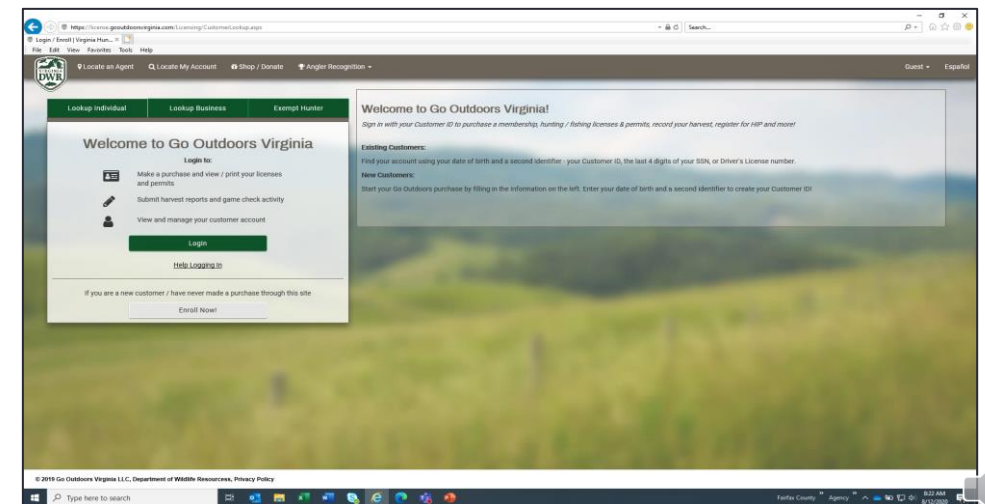 https://license.gooutdoorsvirginia.com/Licensing/CustomerLookup.aspx
Search...
Login / Enroll | Virginia Hun...
File Edit View Favorites Tools Help
VIRGINIA
DWR
Locate an Agent Locate My Account Shop / Donate Angler Recognition
Guest Español
Lookup Individual Lookup Business Exempt Hunter
Welcome to Go Outdoors Virginia
Login to:
Make a purchase and view / print your licenses
and permits
Submit harvest reports and game check activity
View and manage your customer account
Login
Help Logging In
If you are a new customer / have never made a purchase through this site
Enroll Now!
Welcome to Go Outdoors Virginia!
Sign in with your Customer ID to purchase a membership, hunting / fishing licenses & permits, record your harvest, register for HIP and more!
Existing Customers:
Find your account using your date of birth and a second identifier - your Customer ID, the last 4 digits of your SSN, or Driver's License number.
New Customers:
Start your Go Outdoors purchase by filling in the information on the left. Enter your date of birth and a second identifier to create your Customer ID!
© 2019 Go Outdoors Virginia LLC, Department of Wildlife Resourcess, Privacy Policy
Type here to search
Fairfax County » Agency »
8:22 AM
8/12/2020